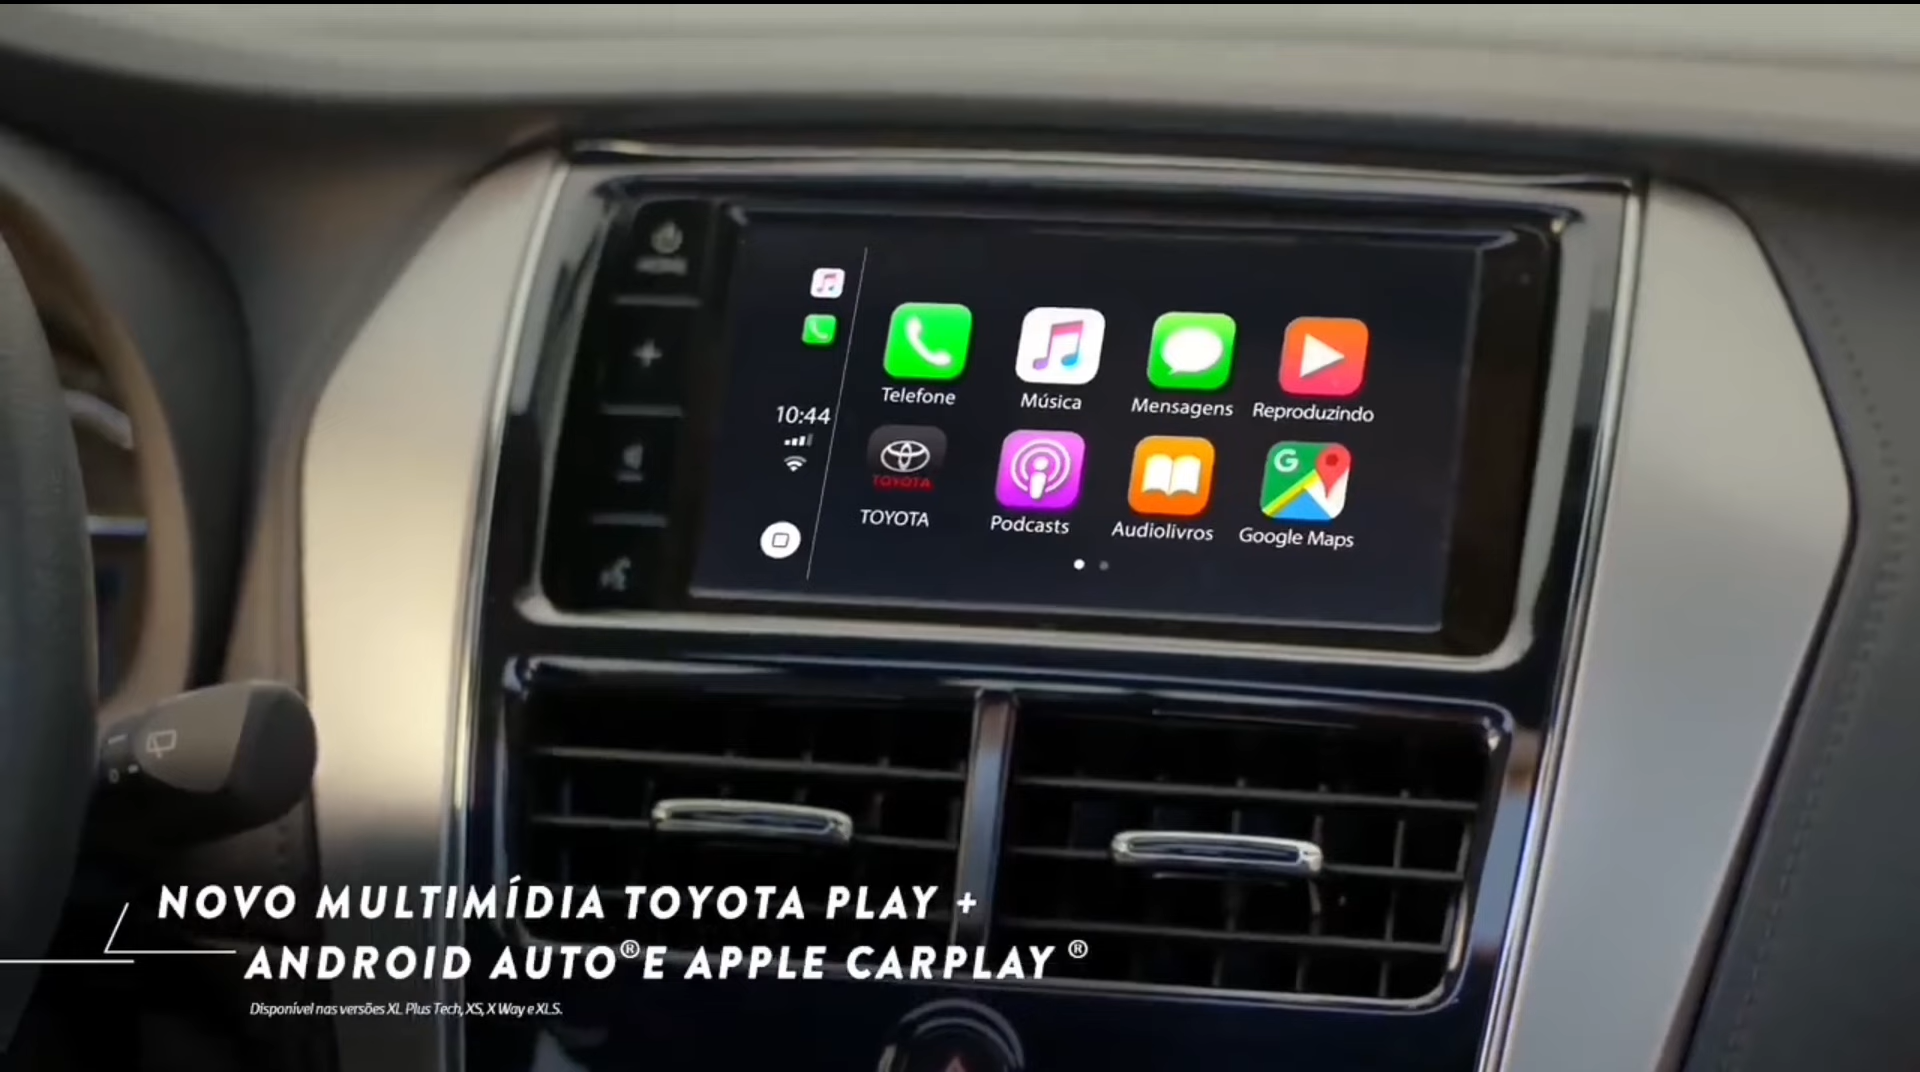 HOME
10:44
Telefone
Música
Mensagens
Reproduzindo
TOYOTA
TOYOTA
Podcasts
Audiolivros
G
Google Maps
NOVO MULTIMÍDIA TOYOTA PLAY +
ANDROID AUTO® E APPLE CARPLAY ®
Disponível nas versões XL Plus Tech, XS, X Way e XLS.